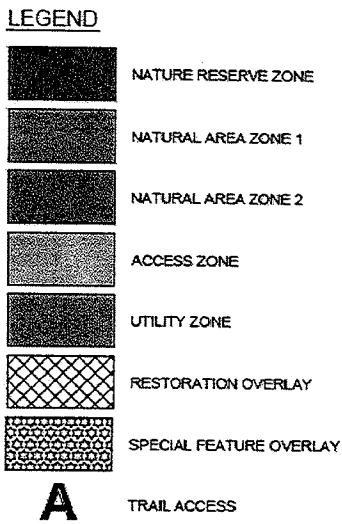 LEGEND
NATURE RESERVE ZONE
NATURAL AREA ZONE 1
NATURAL AREA ZONE 2
ACCESS ZONE
UTILITY ZONE
RESTORATION OVERLAY
SPECIAL FEATURE OVERLAY
A TRAIL ACCESS